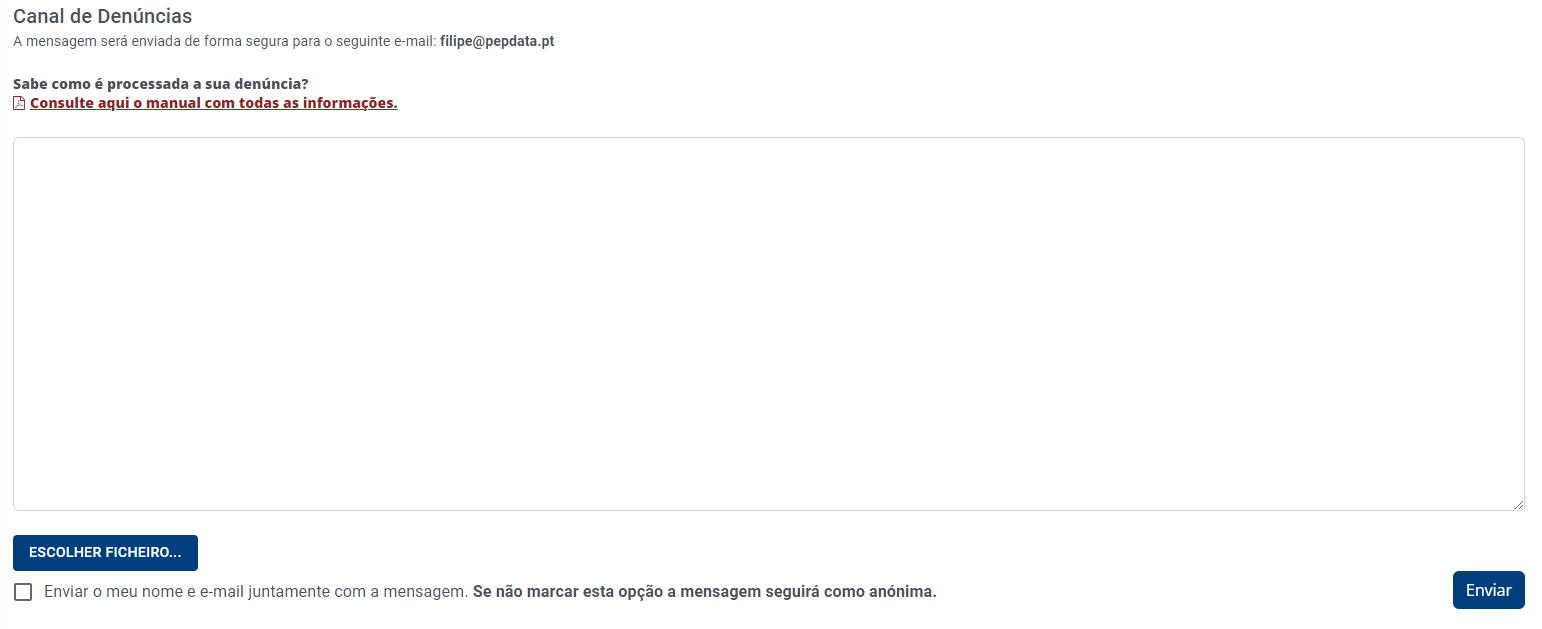 Canal de Denúncias
A mensagem será enviada de forma segura para o seguinte e-mail: filipe@pepdata.pt
Sabe como é processada a sua denúncia?
Consulte aqui o manual com todas as informações.
ESCOLHER FICHEIRO...
Enviar o meu nome e e-mail juntamente com a mensagem. Se não marcar esta opção a mensagem seguirá como anónima.
Enviar